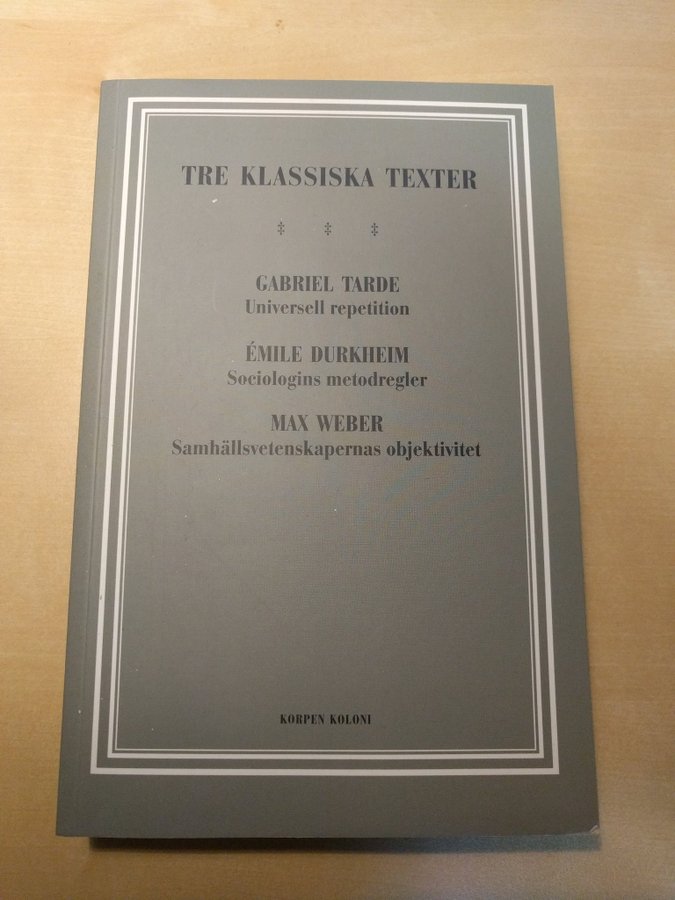 TRE KLASSISKA TEXTER
‡ ‡ ‡
GABRIEL TARDE
Universell repetition
ÉMILE DURKHEIM
Sociologins metodregler
MAX WEBER
Samhällsvetenskapernas objektivitet
KORPEN KOLONI